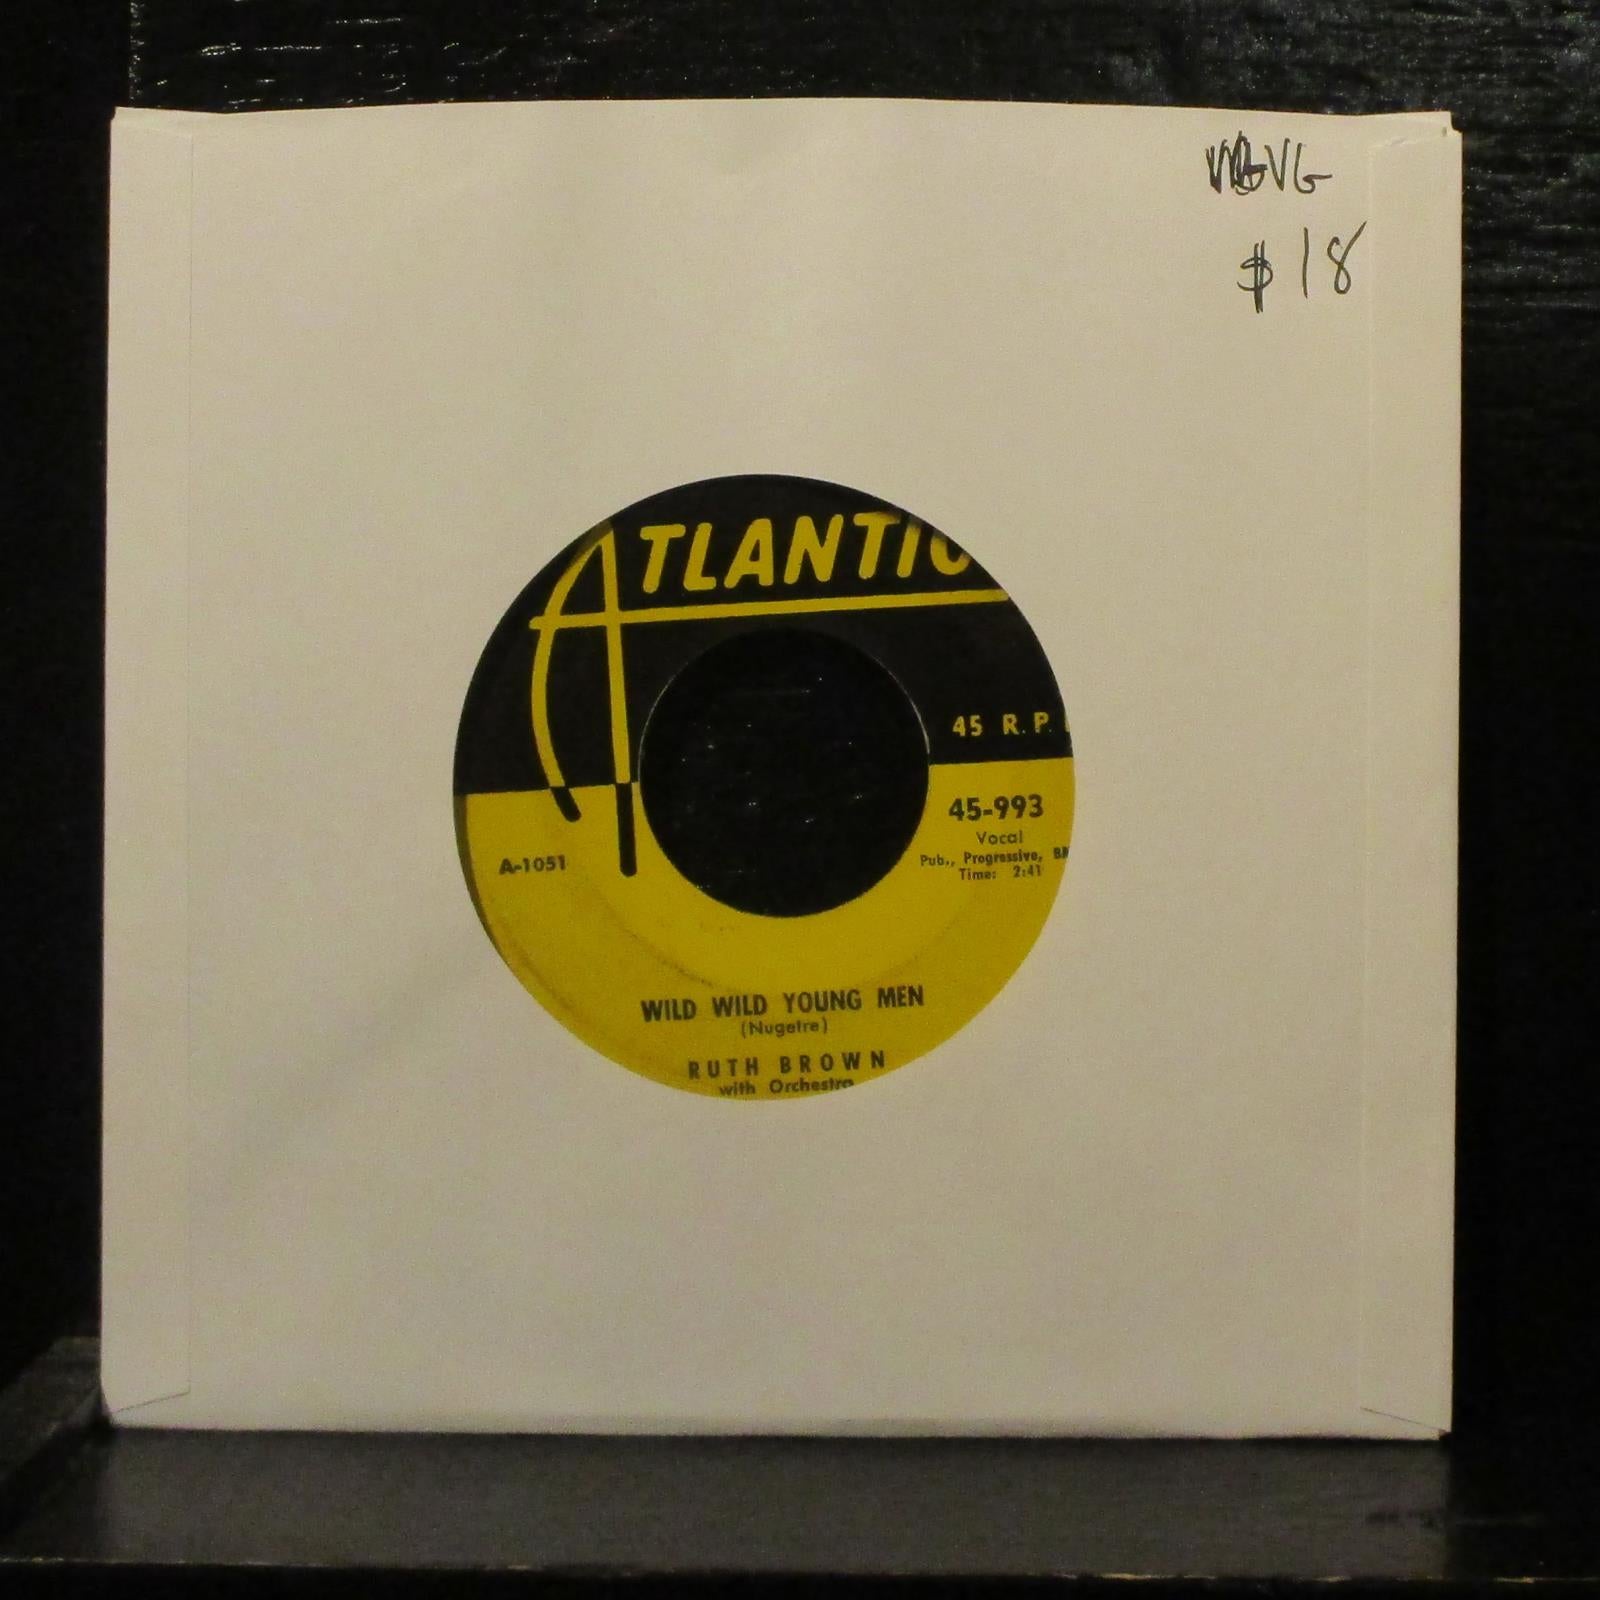 VG
$18
ATLANTIC
45 R.P.
45-993
Vocal
Pub., Progressive, BM
Time: 2:41
A-1051
WILD WILD YOUNG MEN
(Nugetre)
RUTH BROWN
with Orchestra